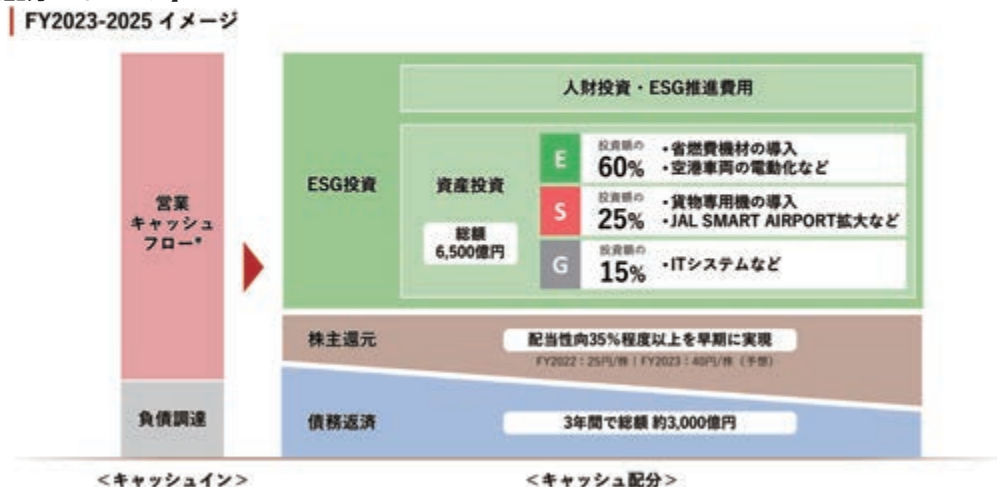 FY2023-2025 イメージ
人財投資・ESG推進費用
ESG投資
資産投資
総額
6,500億円
E
投資額の
60%
・省燃費機材の導入
・空港車両の電動化など
S
投資額の
25%
・貨物専用機の導入
・JAL SMART AIRPORT拡大など
G
投資額の
15%
・ITシステムなど
営業
キャッシュ
フロー*
株主還元
配当性向35%程度以上を早期に実現
FY2022:25円/株 | FY2023:40円/株(予想)
負債調達
債務返済
3年間で総額 約3,000億円
<キャッシュイン>
<キャッシュ配分>